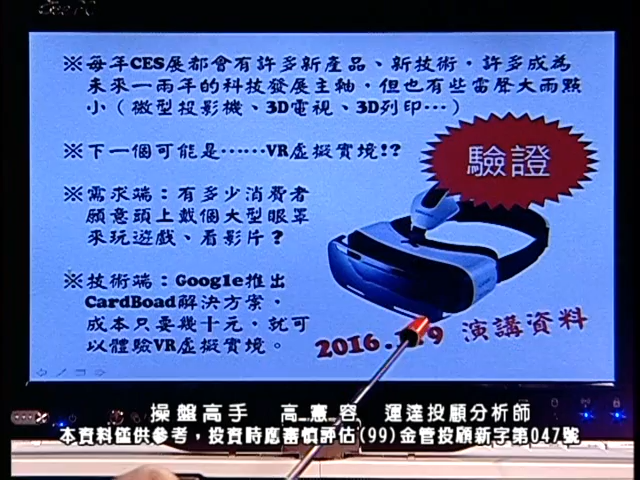 ※每年CES展都會有許多新產品、新技術，許多成為
未來一兩年的科技發展主軸，但也有些雷聲大雨點
小（微型投影機、3D電視、3D列印…）
※下一個可能是……VR虛擬實境!?
驗證
※需求端：有多少消費者
願意頭上戴個大型眼罩
來玩遊戲、看影片？
※技術端：Google推出
CardBoad解決方案，
成本只要幾十元，就可
以體驗VR虛擬實境。
2016. 9 演講資料
操盤高手 高憲容 運達投顧分析師
本資料僅供參考，投資時應審慎評估(99)金管投顧新字第047號